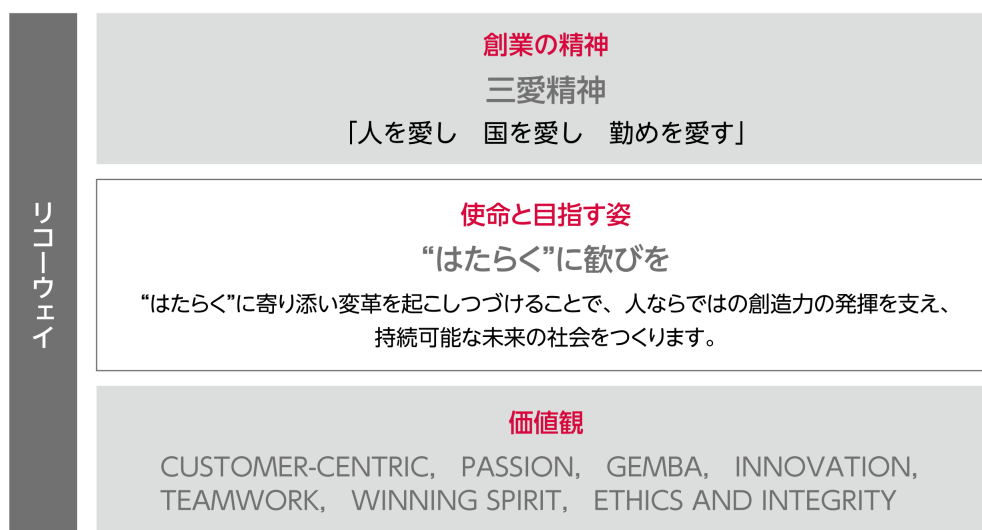 リコーウェイ
創業の精神
三愛精神
「人を愛し　国を愛し　勤めを愛す」
使命と目指す姿
“はたらく”に歓びを
“はたらく”に寄り添い変革を起こしつづけることで、人ならではの創造力の発揮を支え、
持続可能な未来の社会をつくります。
価値観
CUSTOMER-CENTRIC,　PASSION,　GEMBA,　INNOVATION,
TEAMWORK,　WINNING SPIRIT,　ETHICS AND INTEGRITY